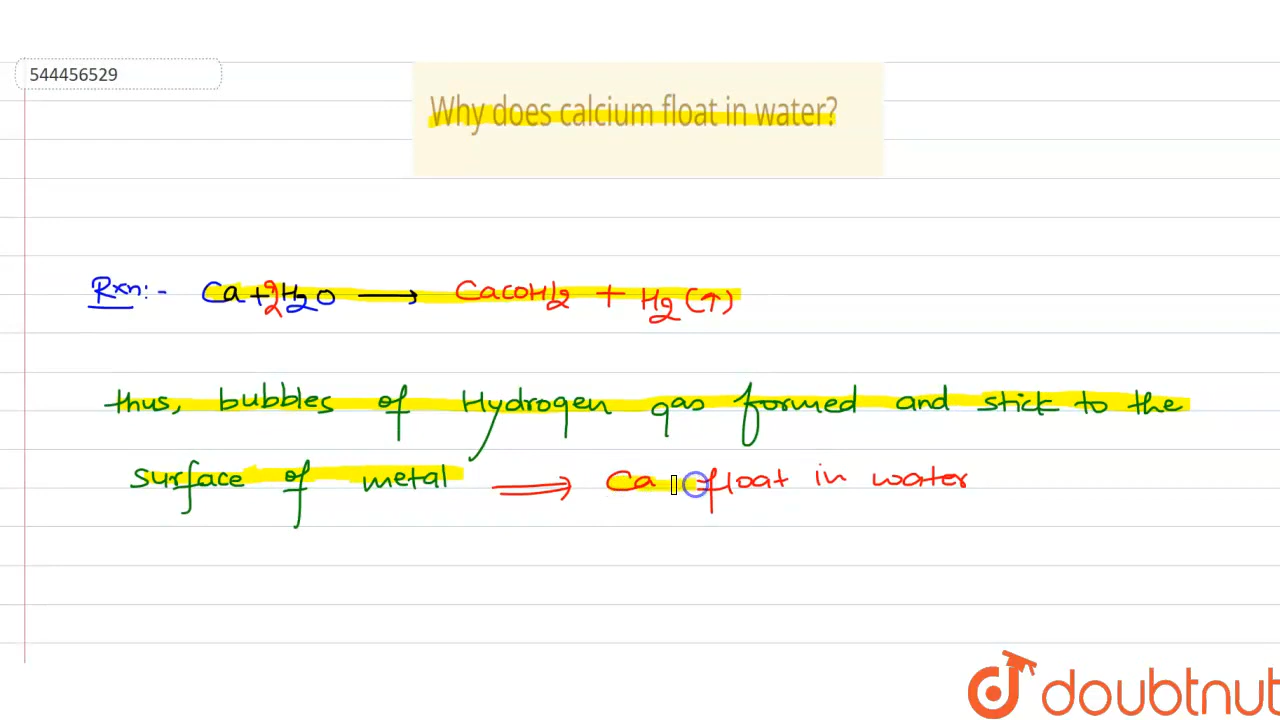 544456529
Why does calcium float in water?
Rxn:- Ca + 2H2O ⟶ Ca(OH)2 + H2(↑)
thus, bubbles of Hydrogen gas formed and stick to the
surface of metal ⟹ Ca float in water
doubtnut